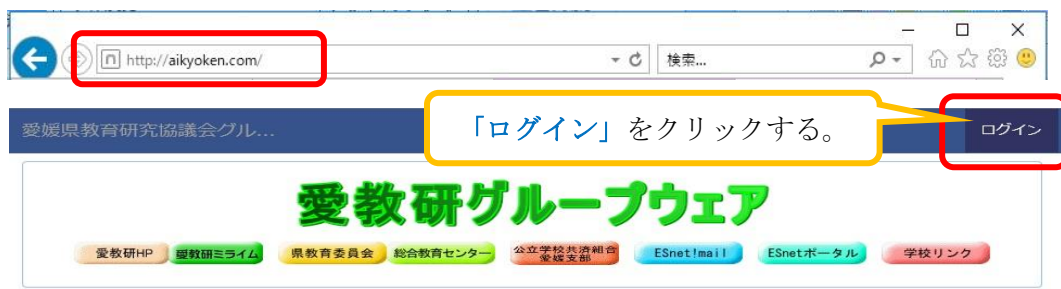 http://aikyoken.com/
検索...
愛媛県教育研究協議会グル...
「ログイン」をクリックする。
ログイン
愛教研グループウェア
愛教研HP
愛教研ミライム
県教育委員会
総合教育センター
公立学校共済組合
愛媛支部
ESnet!mail
ESnetポータル
学校リンク